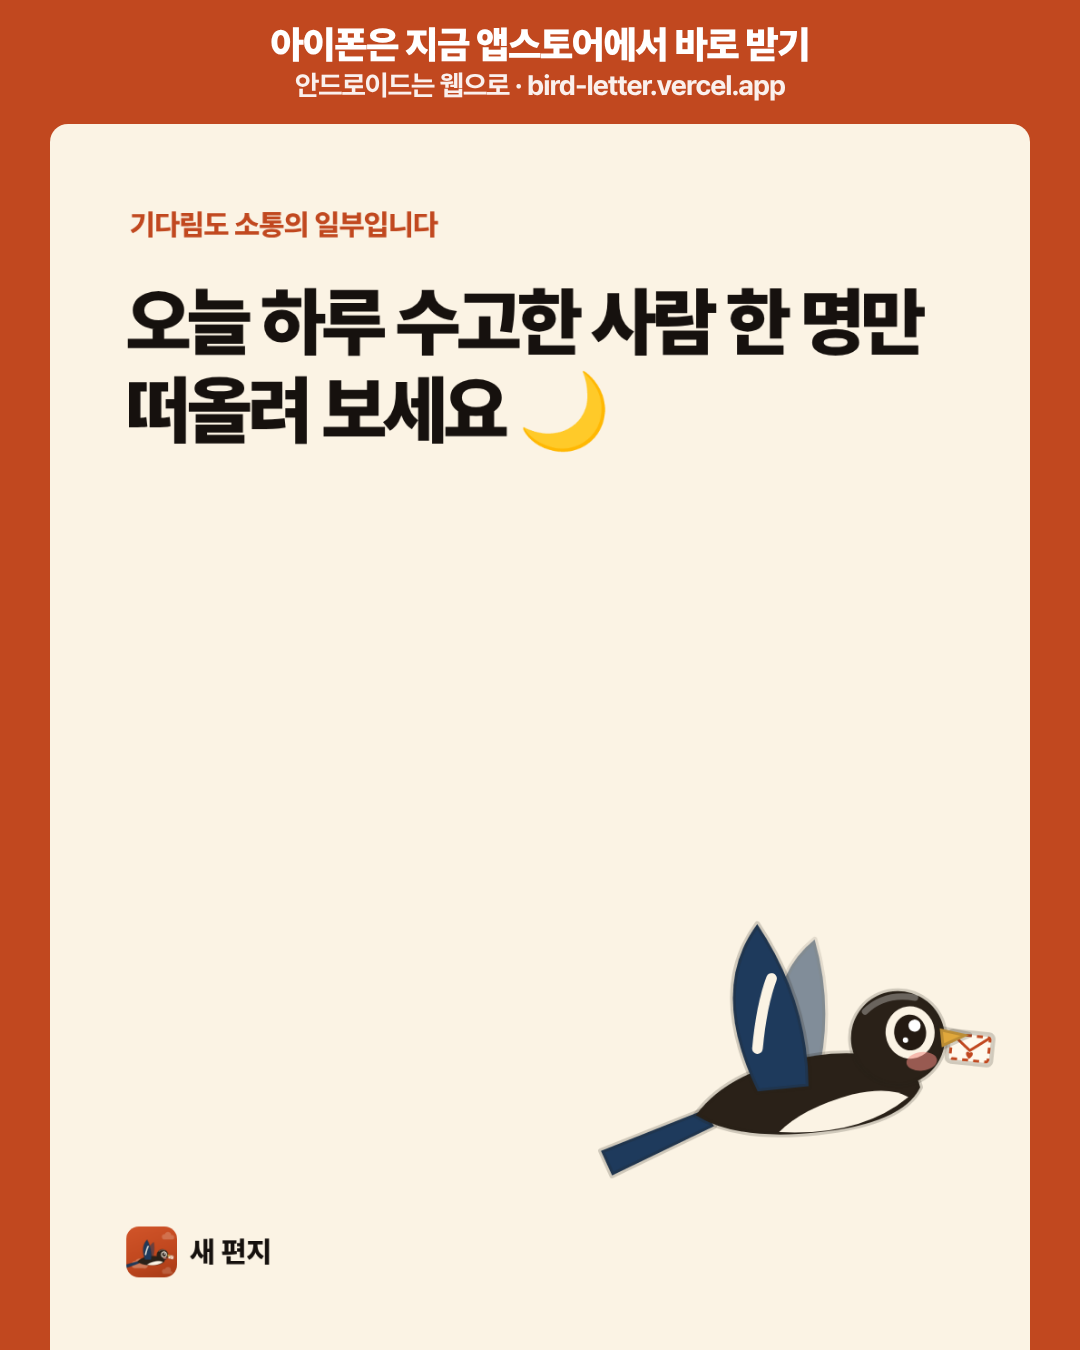 아이폰은 지금 앱스토어에서 바로 받기
안드로이드는 웹으로 · bird-letter.vercel.app
기다림도 소통의 일부입니다
오늘 하루 수고한 사람 한 명만
떠올려 보세요 🌙
새 편지